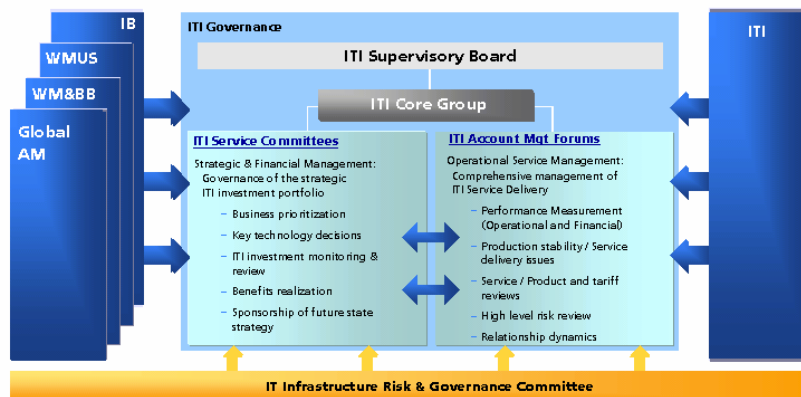 IB
WMUS
WM&BB
Global
AM
ITI Governance
ITI Supervisory Board
ITI Core Group
ITI Service Committees
Strategic & Financial Management:
Governance of the strategic
ITI investment portfolio
– Business prioritization
– Key technology decisions
– ITI investment monitoring &
review
– Benefits realization
– Sponsorship of future state
strategy
ITI Account Mgt Forums
Operational Service Management:
Comprehensive management of
ITI Service Delivery
– Performance Measurement
(Operational and Financial)
– Production stability / Service
delivery issues
– Service / Product and tariff
reviews
– High level risk review
– Relationship dynamics
ITI
IT Infrastructure Risk & Governance Committee